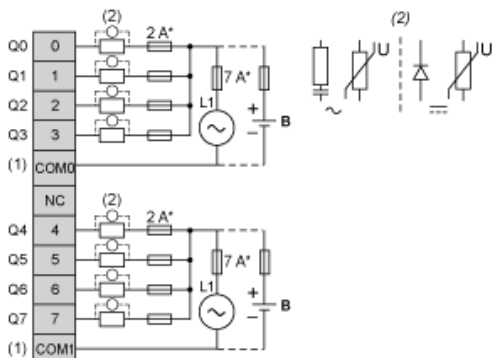 (2) (2)
Q0 0 2 A*
Q1 1 7 A*
Q2 2 L1 +
Q3 3 − B
(1) COM0
NC (2)
Q4 4 2 A*
Q5 5 7 A*
Q6 6 L1 +
Q7 7 − B
(1) COM1
U U
~